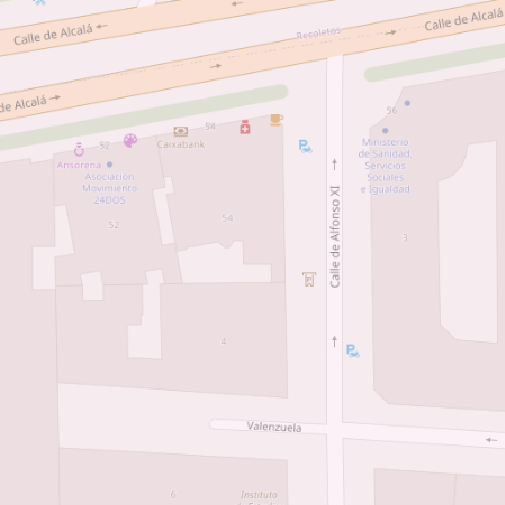 Calle de Alcalá
Calle de Alcalá
de Alcalá
Recoletos
56
54
Caixabank
52
Ansorena
Asociación
Movimiento
24DOS
Ministerio
de Sanidad,
Servicios
Sociales
e Igualdad
52
54
3
Calle de Alfonso XI
4
Valenzuela
6
Instituto